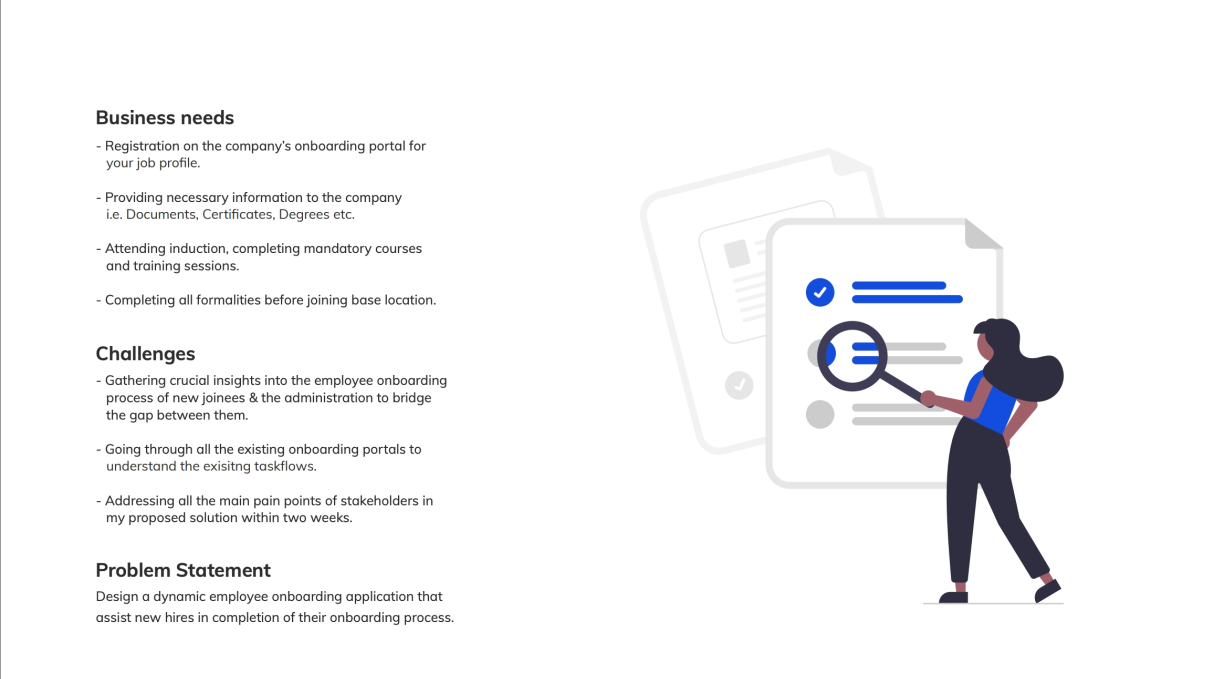 Business needs
- Registration on the company's onboarding portal for
your job profile.
- Providing necessary information to the company
i.e. Documents, Certificates, Degrees etc.
- Attending induction, completing mandatory courses
and training sessions.
- Completing all formalities before joining base location.
Challenges
- Gathering crucial insights into the employee onboarding
process of new joinees & the administration to bridge
the gap between them.
- Going through all the existing onboarding portals to
understand the exisitng taskflows.
- Addressing all the main pain points of stakeholders in
my proposed solution within two weeks.
Problem Statement
Design a dynamic employee onboarding application that
assist new hires in completion of their onboarding process.